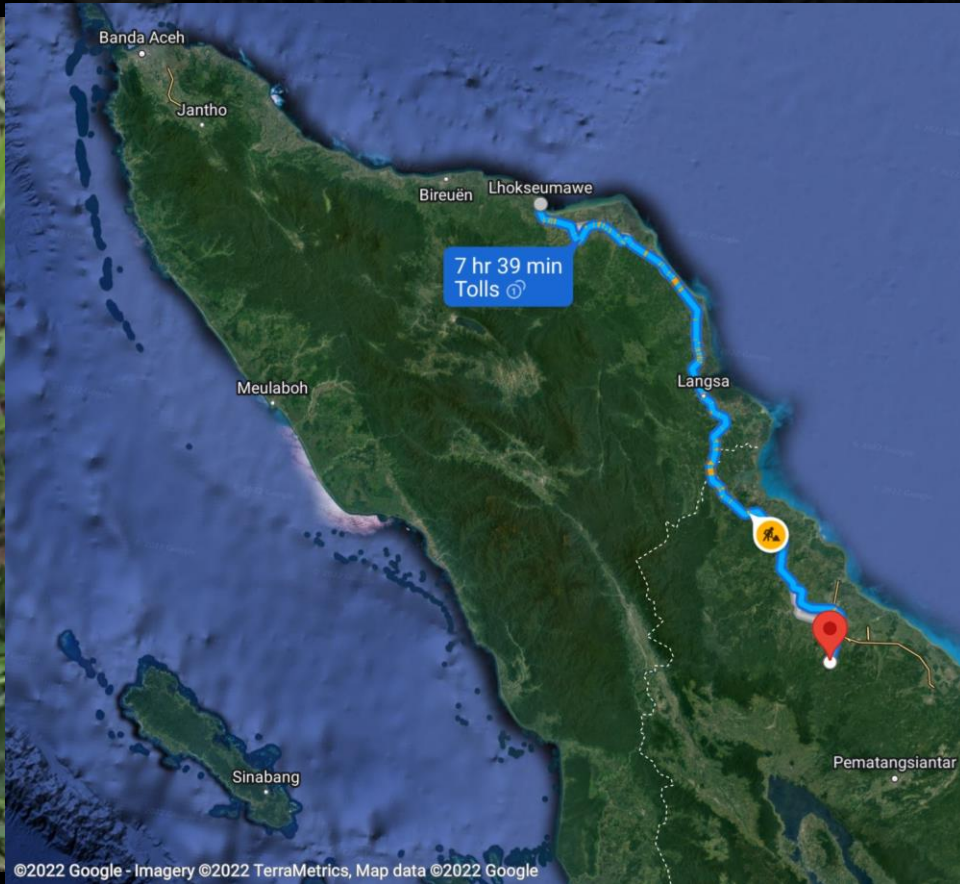 Banda Aceh
Jantho
Bireuën
Lhokseumawe
7 hr 39 min
Tolls
Meulaboh
Langsa
Pematangsiantar
Sinabang
©2022 Google - Imagery ©2022 TerraMetrics, Map data ©2022 Google